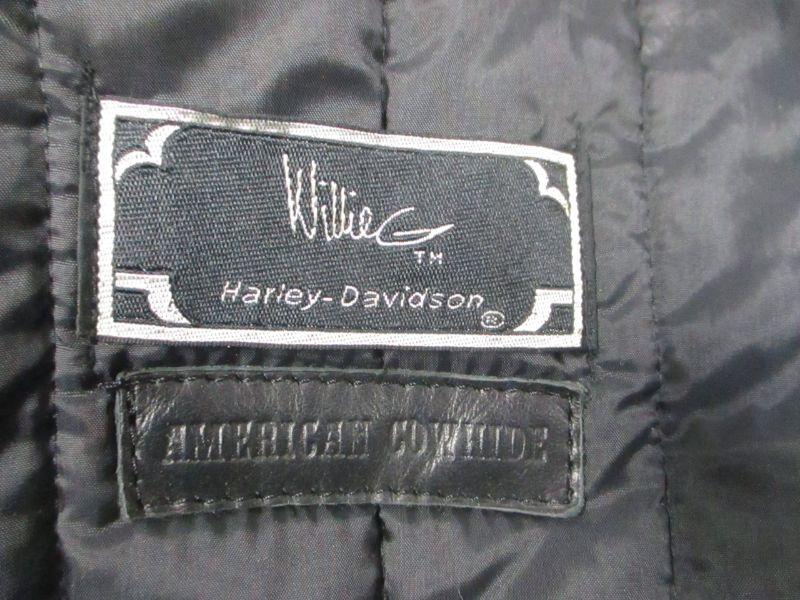 Willie G
TM
Harley-Davidson
®
AMERICAN COWHIDE